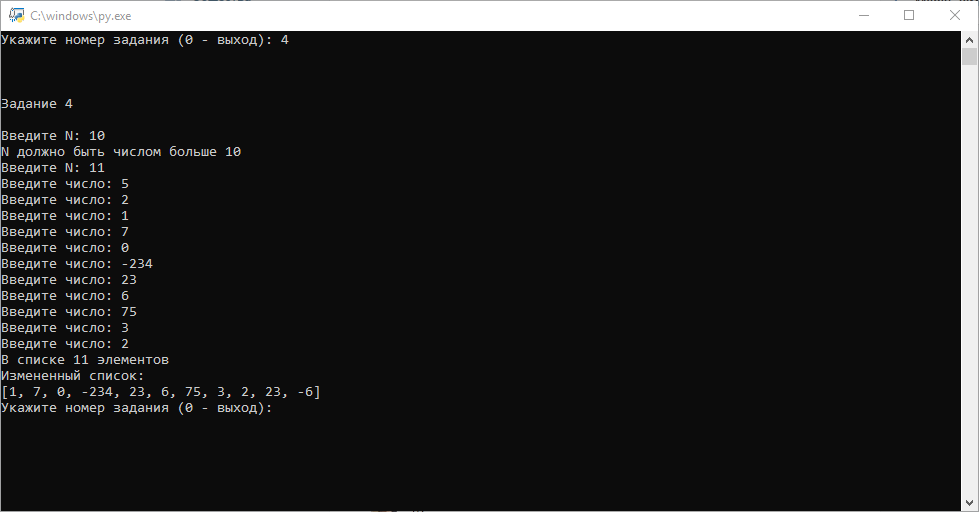 C:\windows\py.exe
Укажите номер задания (0 - выход): 4
Задание 4
Введите N: 10
N должно быть числом больше 10
Введите N: 11
Введите число: 5
Введите число: 2
Введите число: 1
Введите число: 7
Введите число: 0
Введите число: -234
Введите число: 23
Введите число: 6
Введите число: 75
Введите число: 3
Введите число: 2
В списке 11 элементов
Измененный список:
[1, 7, 0, -234, 23, 6, 75, 3, 2, 23, -6]
Укажите номер задания (0 - выход):